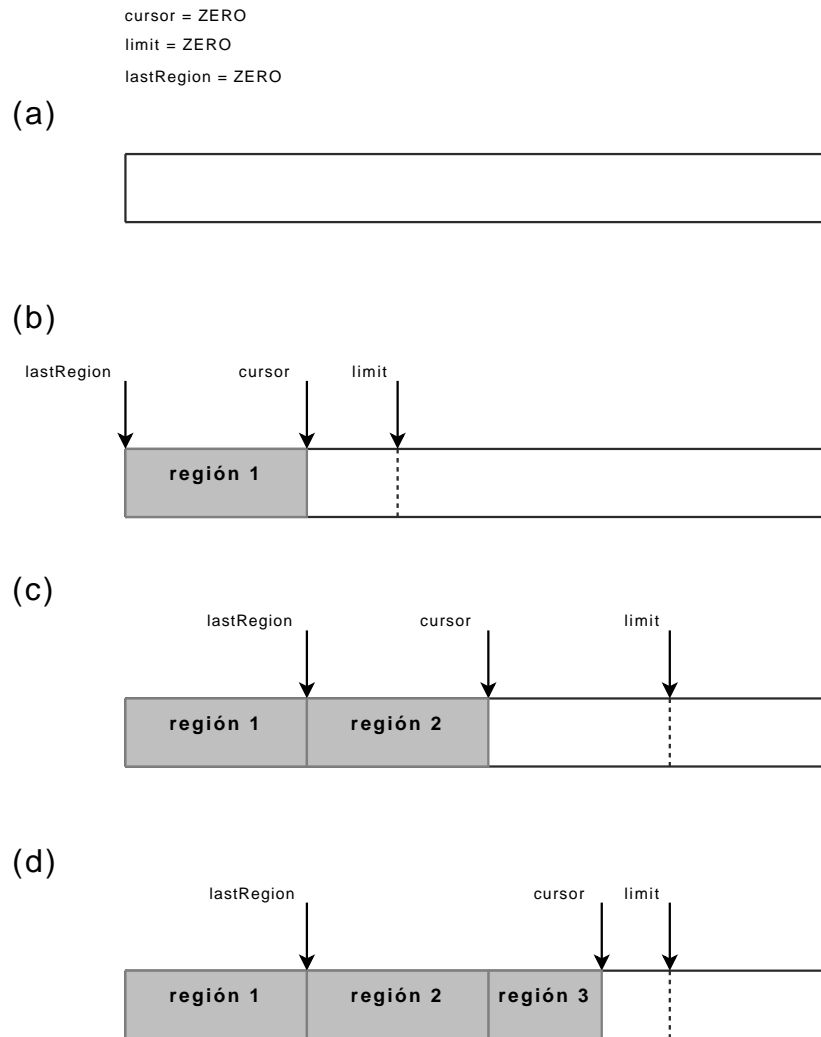 cursor = ZERO
limit = ZERO
lastRegion = ZERO
(a)
(b)
lastRegion cursor limit
región 1
(c)
lastRegion cursor limit
región 1 región 2
(d)
lastRegion cursor limit
región 1 región 2 región 3